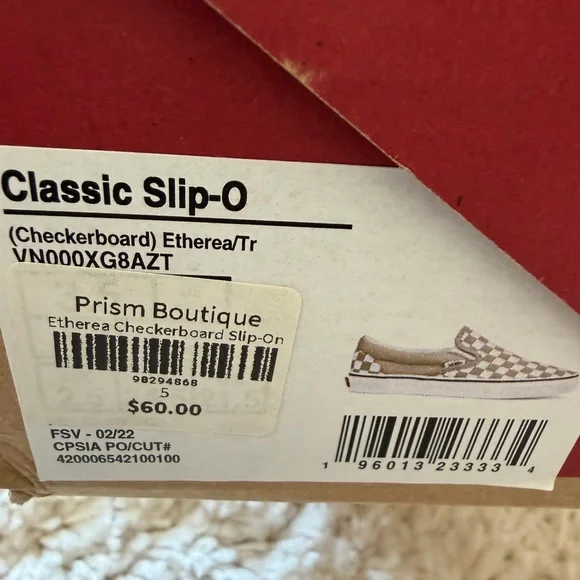 Classic Slip-O
(Checkerboard) Etherea/Tr
VN000XG8AZT
Prism Boutique
Etherea Checkerboard Slip-On
98294868
5
$60.00
FSV - 02/22
CPSIA PO/CUT#
420006542100100
1 96013 23333 4